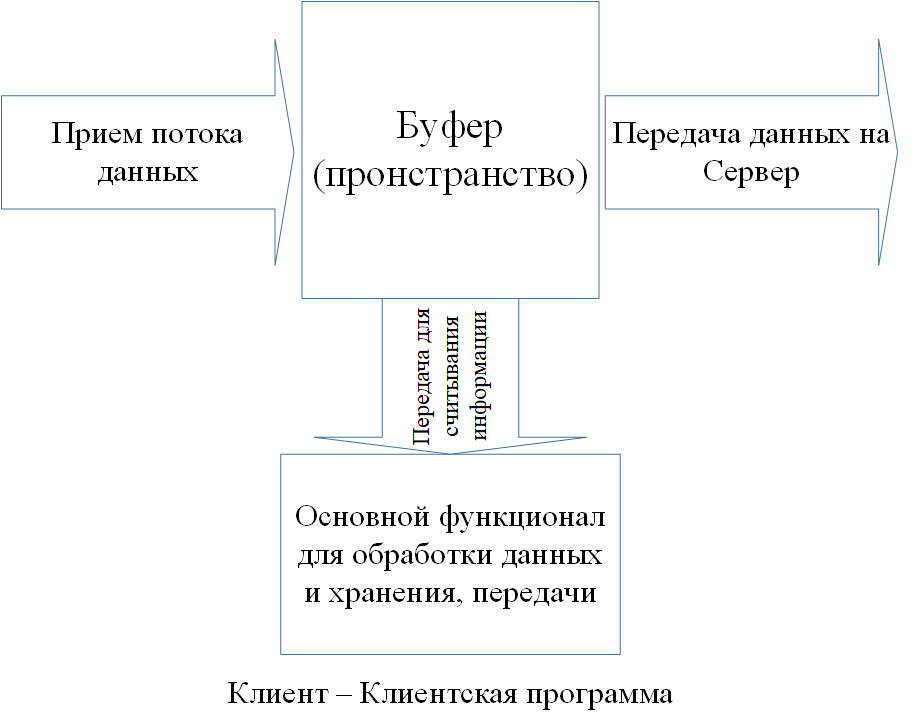 Прием потока
данных
Буфер
(пронстранство)
Передача данных на
Сервер
Передача для
считывания
информации
Основной функционал
для обработки данных
и хранения, передачи
Клиент – Клиентская программа